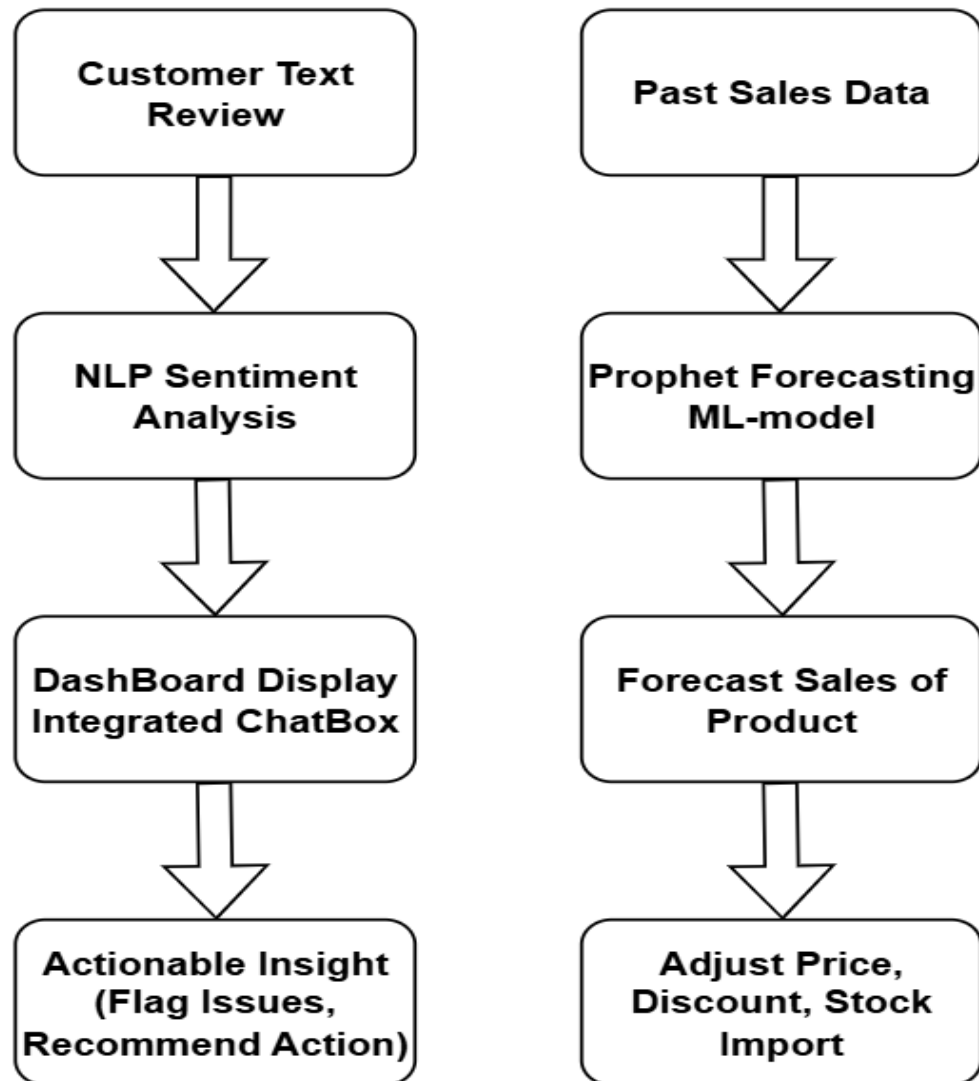 Customer Text
Review
Past Sales Data
NLP Sentiment
Analysis
Prophet Forecasting
ML-model
DashBoard Display
Integrated ChatBox
Forecast Sales of
Product
Actionable Insight
(Flag Issues,
Recommend Action)
Adjust Price,
Discount, Stock
Import